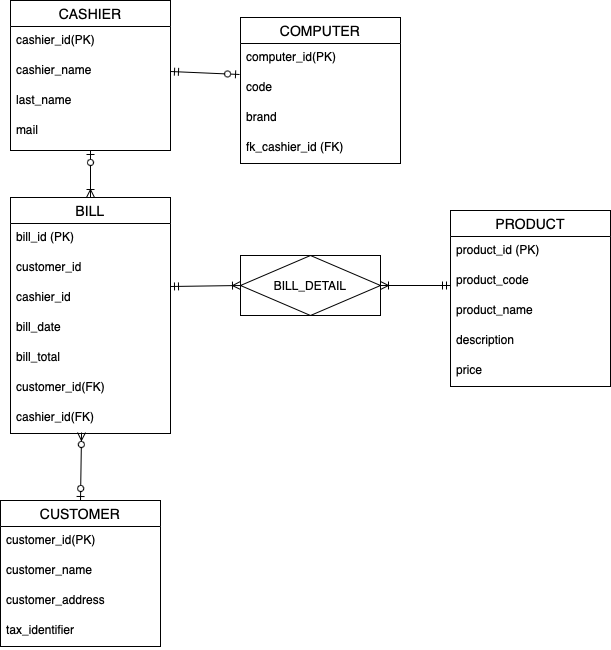 CASHIER
cashier_id(PK)
cashier_name
last_name
mail
COMPUTER
computer_id(PK)
code
brand
fk_cashier_id (FK)
BILL
bill_id (PK)
customer_id
cashier_id
bill_date
bill_total
customer_id(FK)
cashier_id(FK)
BILL_DETAIL
PRODUCT
product_id (PK)
product_code
product_name
description
price
CUSTOMER
customer_id(PK)
customer_name
customer_address
tax_identifier